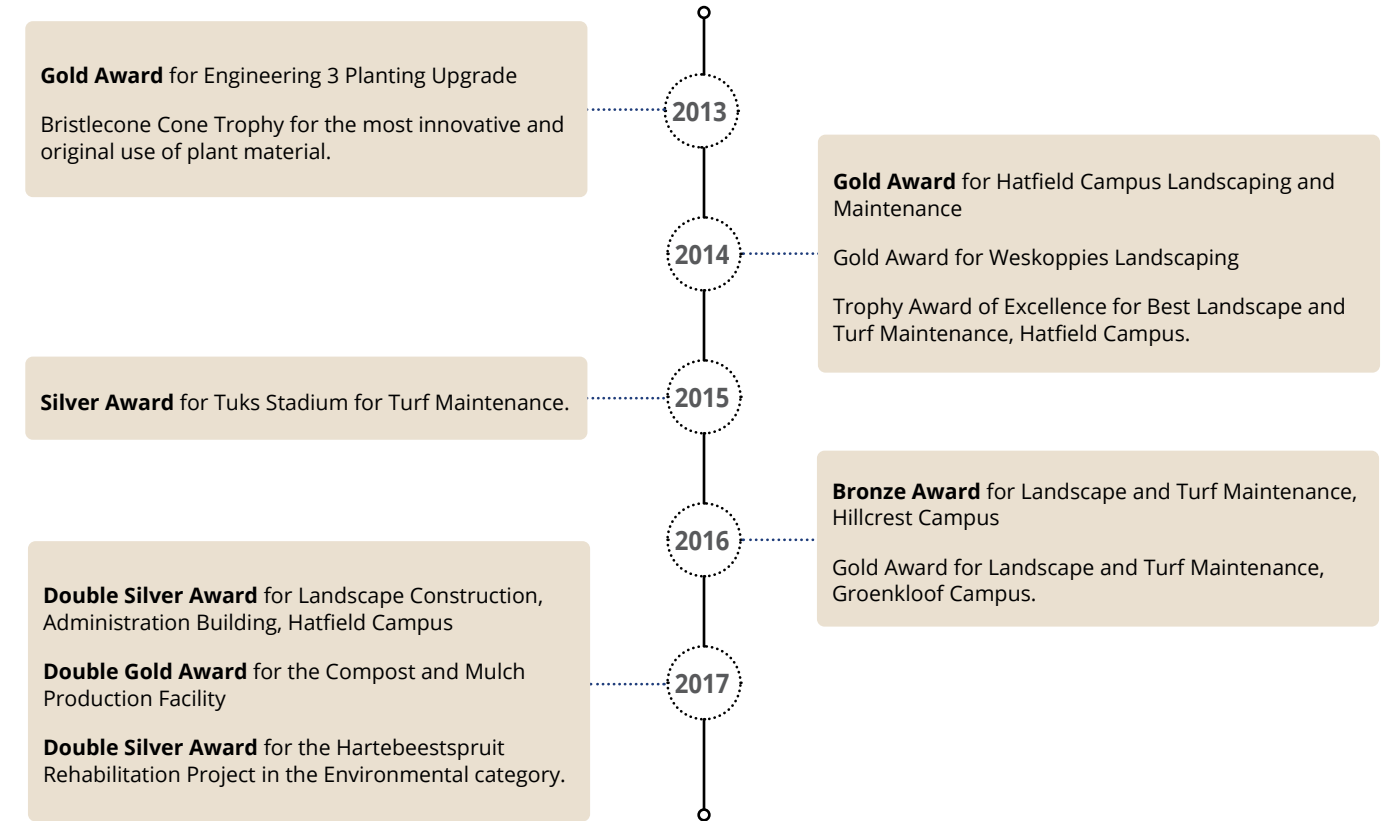 2013
Gold Award for Engineering 3 Planting Upgrade
Bristlecone Cone Trophy for the most innovative and
original use of plant material.
2014
Gold Award for Hatfield Campus Landscaping and
Maintenance
Gold Award for Weskoppies Landscaping
Trophy Award of Excellence for Best Landscape and
Turf Maintenance, Hatfield Campus.
2015
Silver Award for Tuks Stadium for Turf Maintenance.
2016
Bronze Award for Landscape and Turf Maintenance,
Hillcrest Campus
Gold Award for Landscape and Turf Maintenance,
Groenkloof Campus.
2017
Double Silver Award for Landscape Construction,
Administration Building, Hatfield Campus
Double Gold Award for the Compost and Mulch
Production Facility
Double Silver Award for the Hartebeestspruit
Rehabilitation Project in the Environmental category.